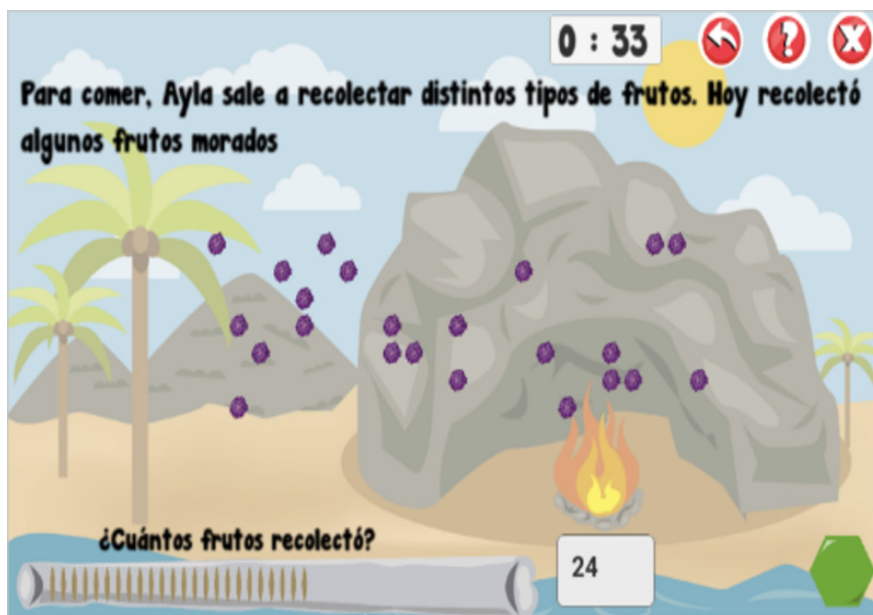 0 : 33
?
X
Para comer, Ayla sale a recolectar distintos tipos de frutos. Hoy recolectó
algunos frutos morados
¿Cuántos frutos recolectó?
24